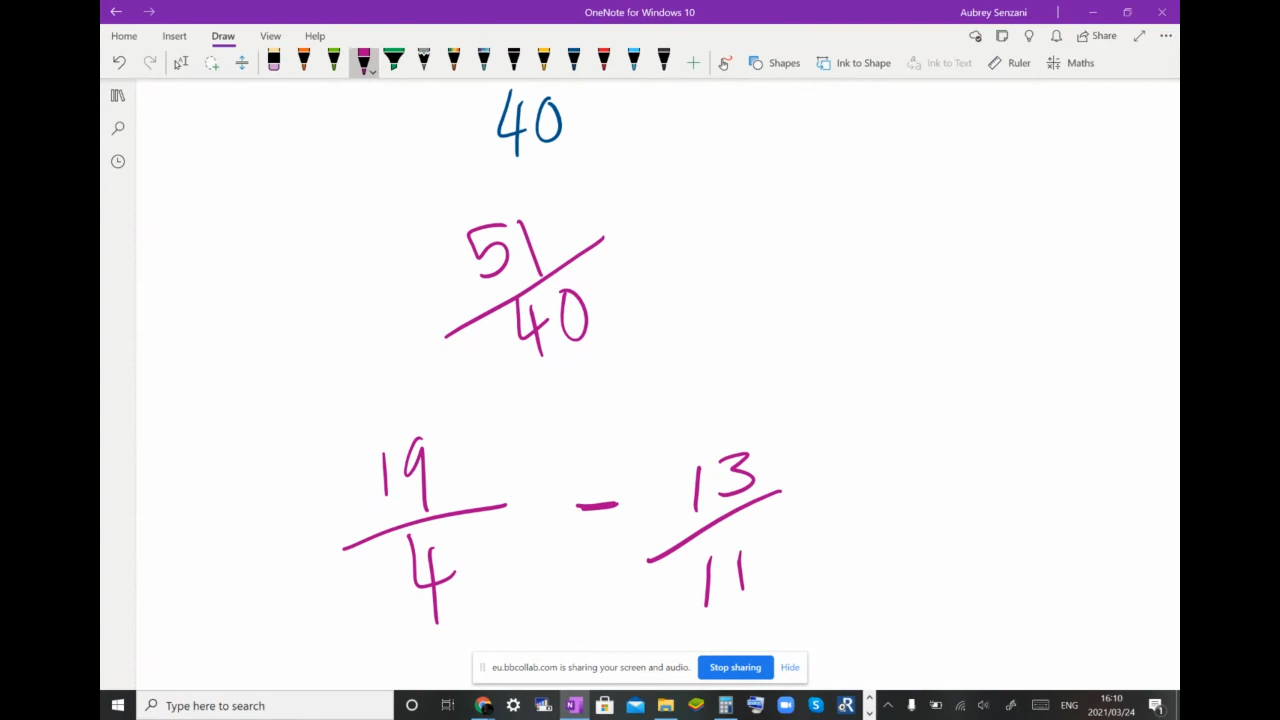 OneNote for Windows 10
Aubrey Senzani
Home Insert Draw View Help
Share
Shapes Ink to Shape Ink to Text Ruler Maths
40
51
40
19 - 13
4 11
eu.bbcollab.com is sharing your screen and audio. Stop sharing Hide
Type here to search
ENG
16:10
2021/03/24
1